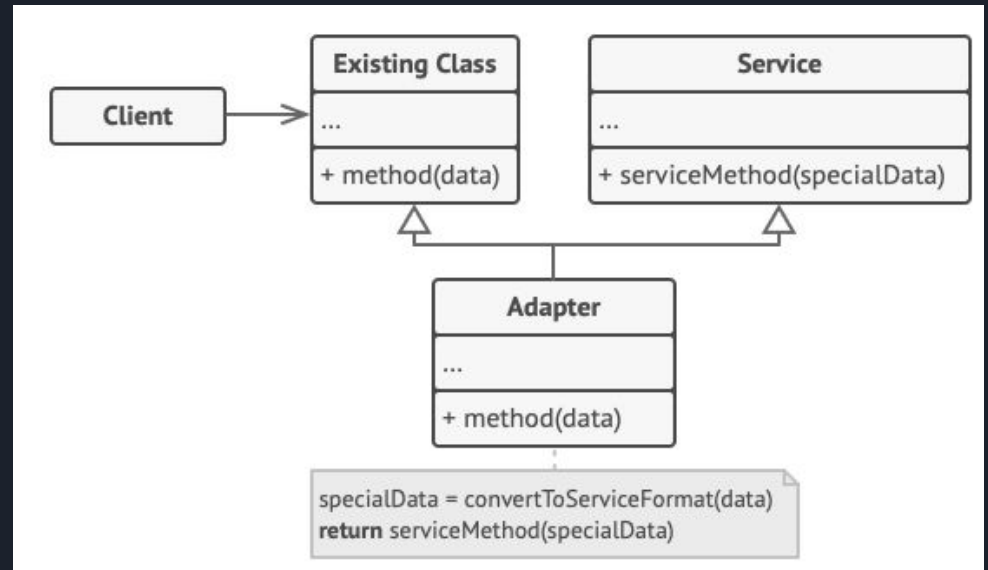 Client
Existing Class
...
+ method(data)
Service
...
+ serviceMethod(specialData)
Adapter
...
+ method(data)
specialData = convertToServiceFormat(data)
return serviceMethod(specialData)